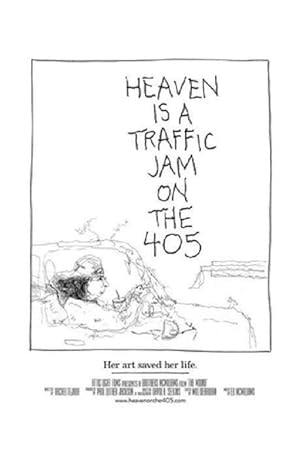 HEAVEN
IS A
TRAFFIC
JAM
ON
THE
405
Her art saved her life.
www.heavenonthe405.com